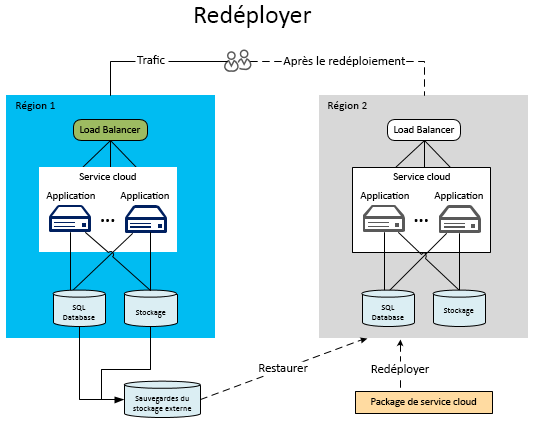 Redéployer
Trafic
Après le redéploiement
Région 1
Load Balancer
Service cloud
Application
Application
...
SQL
Database
Stockage
Région 2
Load Balancer
Service cloud
Application
Application
...
SQL
Database
Stockage
Restaurer
Redéployer
Sauvegardes du
stockage externe
Package de service cloud